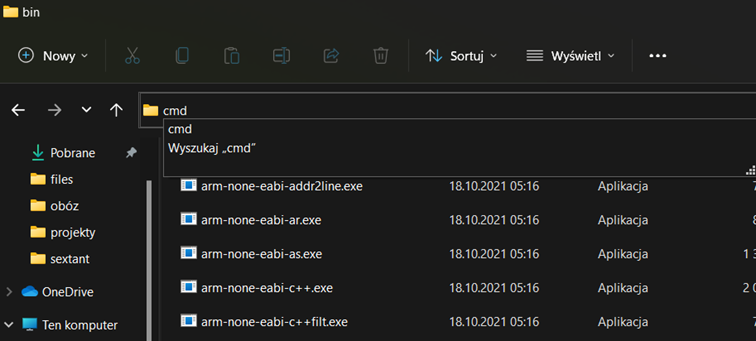 bin
Nowy
Sortuj
Wyświetl
cmd
cmd
Wyszukaj „cmd”
Pobrane
files
obóz
projekty
sextant
OneDrive
Ten komputer
arm-none-eabi-addr2line.exe 18.10.2021 05:16 Aplikacja
arm-none-eabi-ar.exe 18.10.2021 05:16 Aplikacja
arm-none-eabi-as.exe 18.10.2021 05:16 Aplikacja 1 3
arm-none-eabi-c++.exe 18.10.2021 05:16 Aplikacja 2 0
arm-none-eabi-c++filt.exe 18.10.2021 05:16 Aplikacja